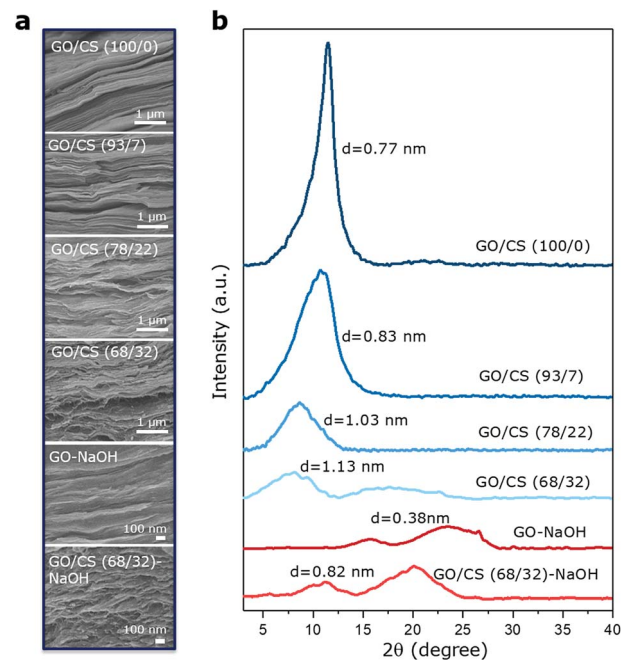 a
GO/CS (100/0)
1 μm
GO/CS (93/7)
1 μm
GO/CS (78/22)
1 μm
GO/CS (68/32)
1 μm
GO-NaOH
100 nm
GO/CS (68/32)-
NaOH
100 nm
b
Intensity (a.u.)
d=0.77 nm
GO/CS (100/0)
d=0.83 nm
GO/CS (93/7)
d=1.03 nm
GO/CS (78/22)
d=1.13 nm
GO/CS (68/32)
d=0.38nm
GO-NaOH
d=0.82 nm
GO/CS (68/32)-NaOH
5 10 15 20 25 30 35 40
2θ (degree)